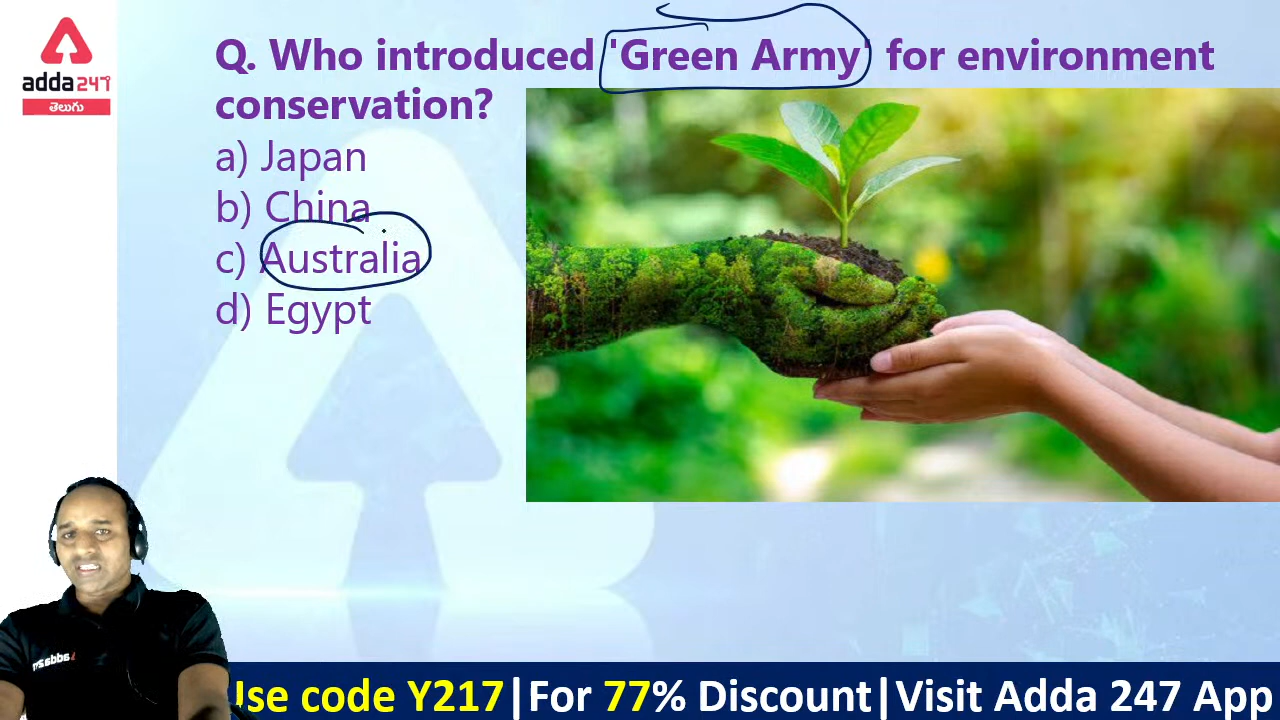 adda247
తెలుగు
Q. Who introduced 'Green Army' for environment
conservation?
a) Japan
b) China
c) Australia
d) Egypt
adda247
Use code Y217|For 77% Discount|Visit Adda 247 App